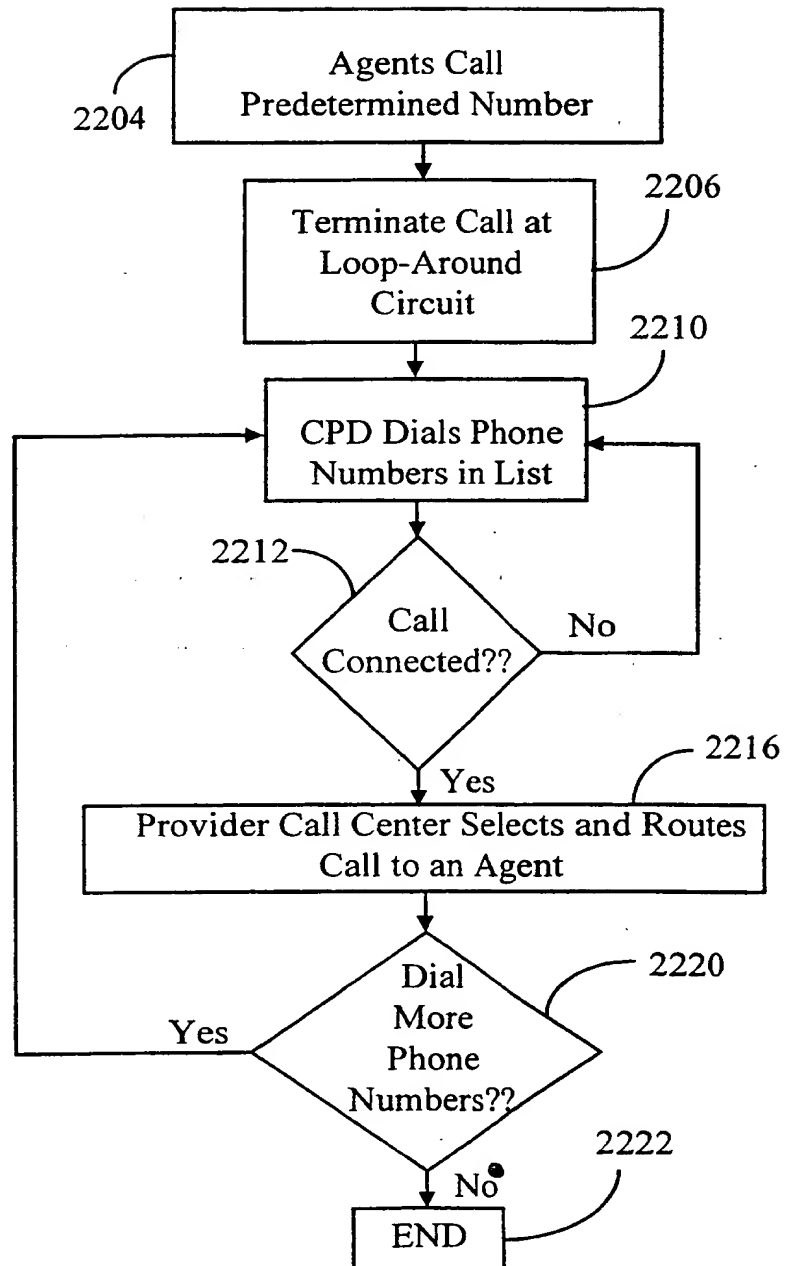 Agents Call
Predetermined Number
2204
2206
Terminate Call at
Loop-Around
Circuit
2210
CPD Dials Phone
Numbers in List
2212
Call
Connected??
No
Yes
2216
Provider Call Center Selects and Routes
Call to an Agent
2220
Dial
More
Phone
Numbers??
Yes
No
2222
END